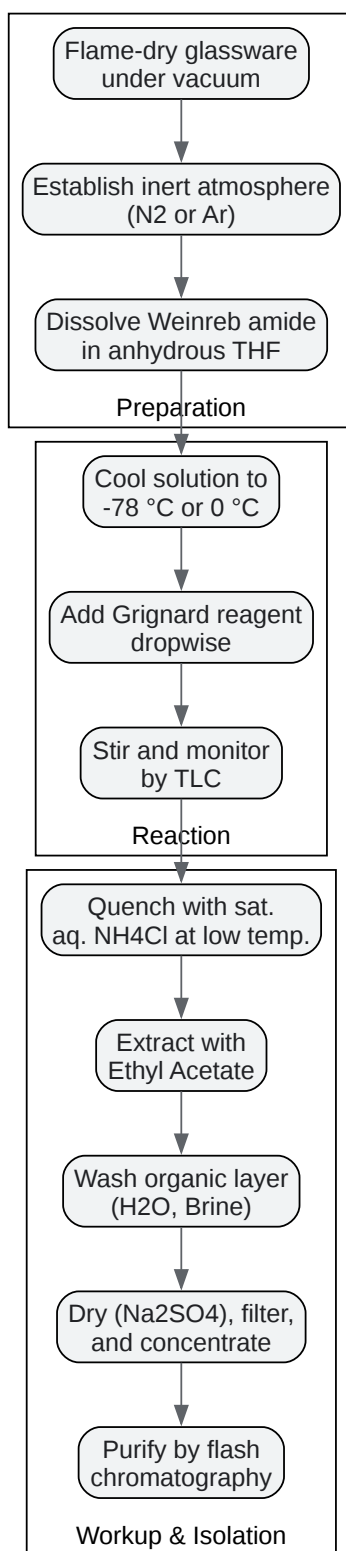 Flame-dry glassware
under vacuum
Establish inert atmosphere
(N2 or Ar)
Dissolve Weinreb amide
in anhydrous THF
Preparation
Cool solution to
-78 °C or 0 °C
Add Grignard reagent
dropwise
Stir and monitor
by TLC
Reaction
Quench with sat.
aq. NH4Cl at low temp.
Extract with
Ethyl Acetate
Wash organic layer
(H2O, Brine)
Dry (Na2SO4), filter,
and concentrate
Purify by flash
chromatography
Workup & Isolation